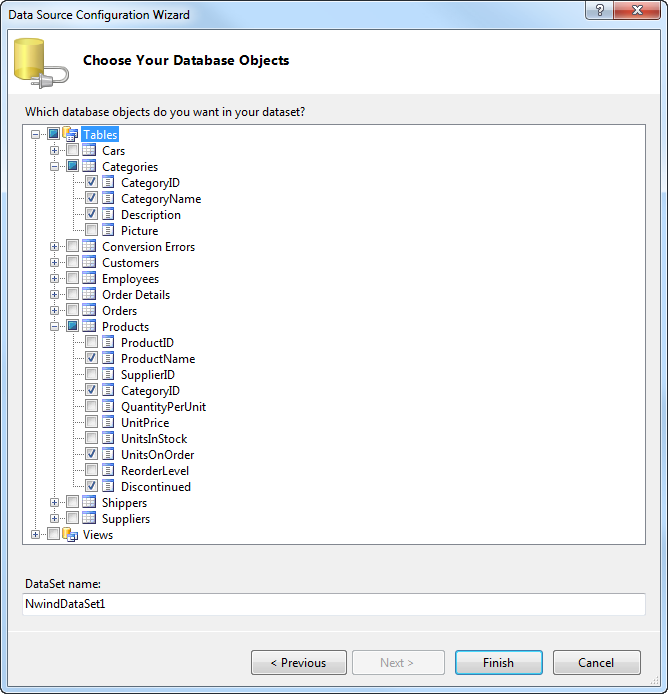 Data Source Configuration Wizard
?
Choose Your Database Objects
Which database objects do you want in your dataset?
Tables
Cars
Categories
CategoryID
CategoryName
Description
Picture
Conversion Errors
Customers
Employees
Order Details
Orders
Products
ProductID
ProductName
SupplierID
CategoryID
QuantityPerUnit
UnitPrice
UnitsInStock
UnitsOnOrder
ReorderLevel
Discontinued
Shippers
Suppliers
Views
DataSet name:
NwindDataSet1
< Previous Next > Finish Cancel